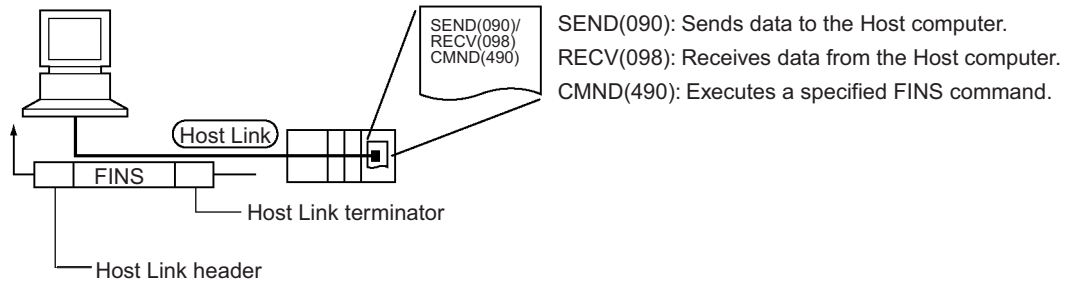 SEND(090)/
RECV(098)
CMND(490)
SEND(090): Sends data to the Host computer.
RECV(098): Receives data from the Host computer.
CMND(490): Executes a specified FINS command.
Host Link
FINS
Host Link terminator
Host Link header